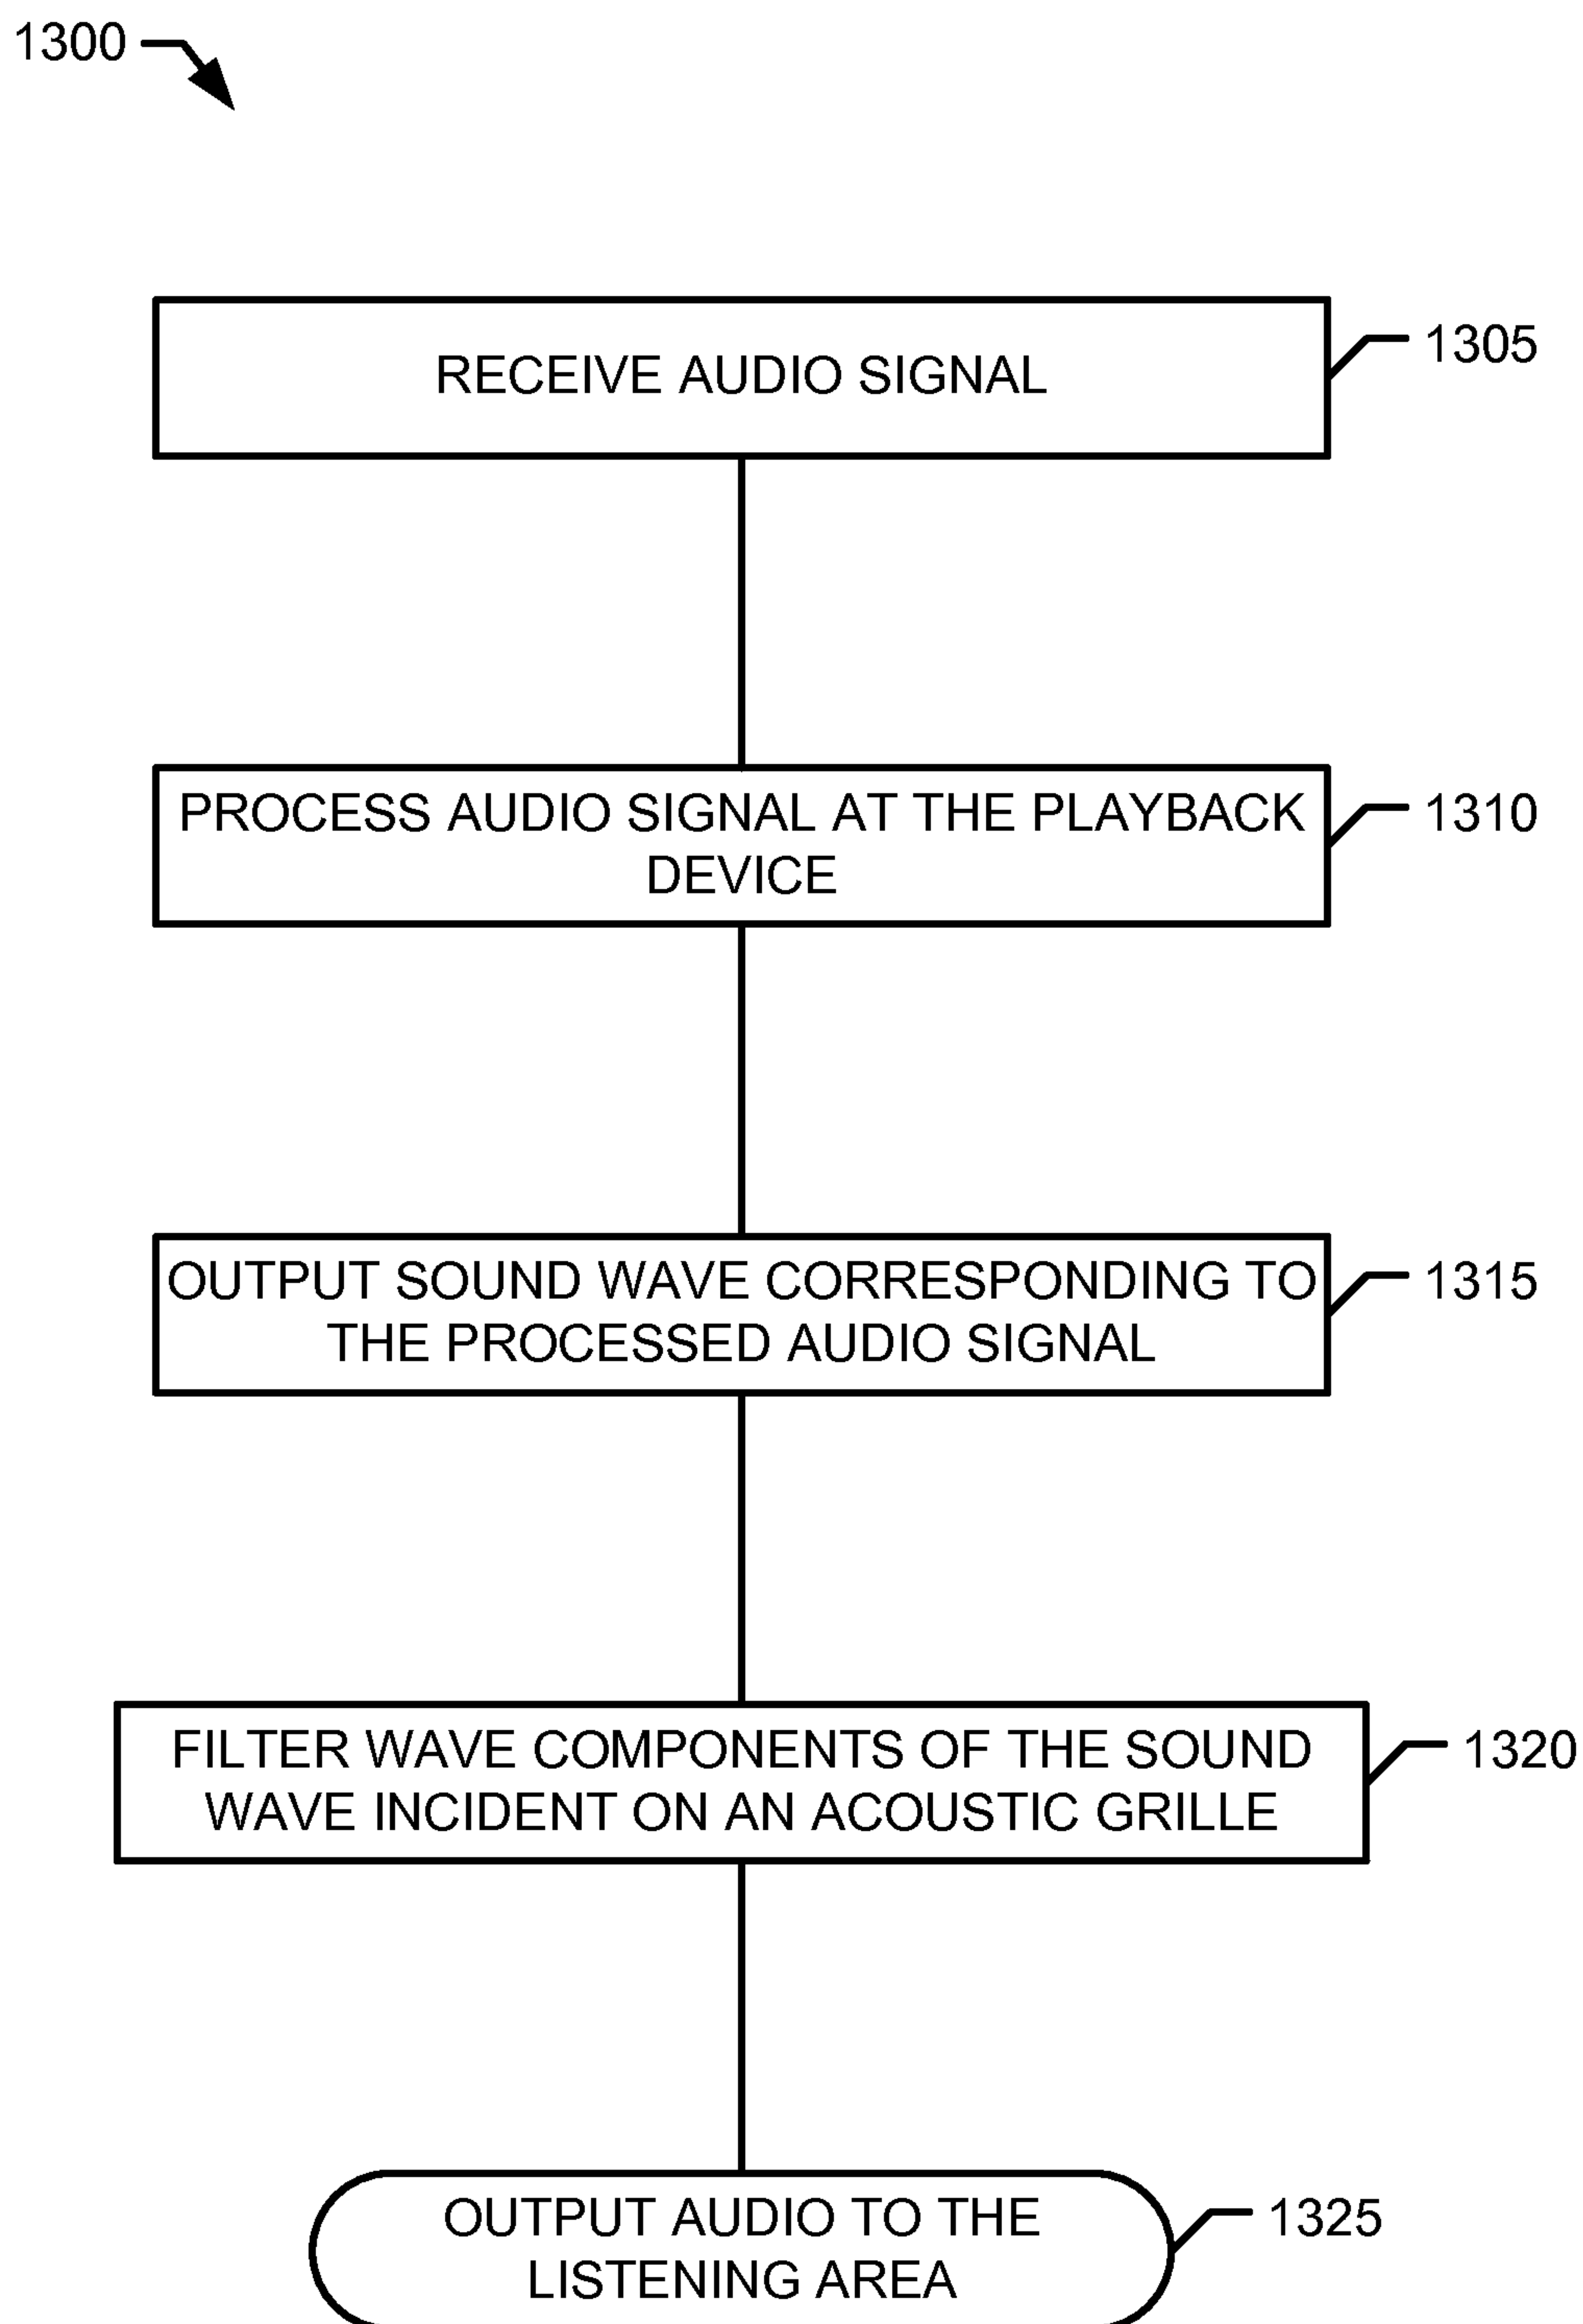 1300
RECEIVE AUDIO SIGNAL
1305
PROCESS AUDIO SIGNAL AT THE PLAYBACK
DEVICE
1310
OUTPUT SOUND WAVE CORRESPONDING TO
THE PROCESSED AUDIO SIGNAL
1315
FILTER WAVE COMPONENTS OF THE SOUND
WAVE INCIDENT ON AN ACOUSTIC GRILLE
1320
OUTPUT AUDIO TO THE
LISTENING AREA
1325